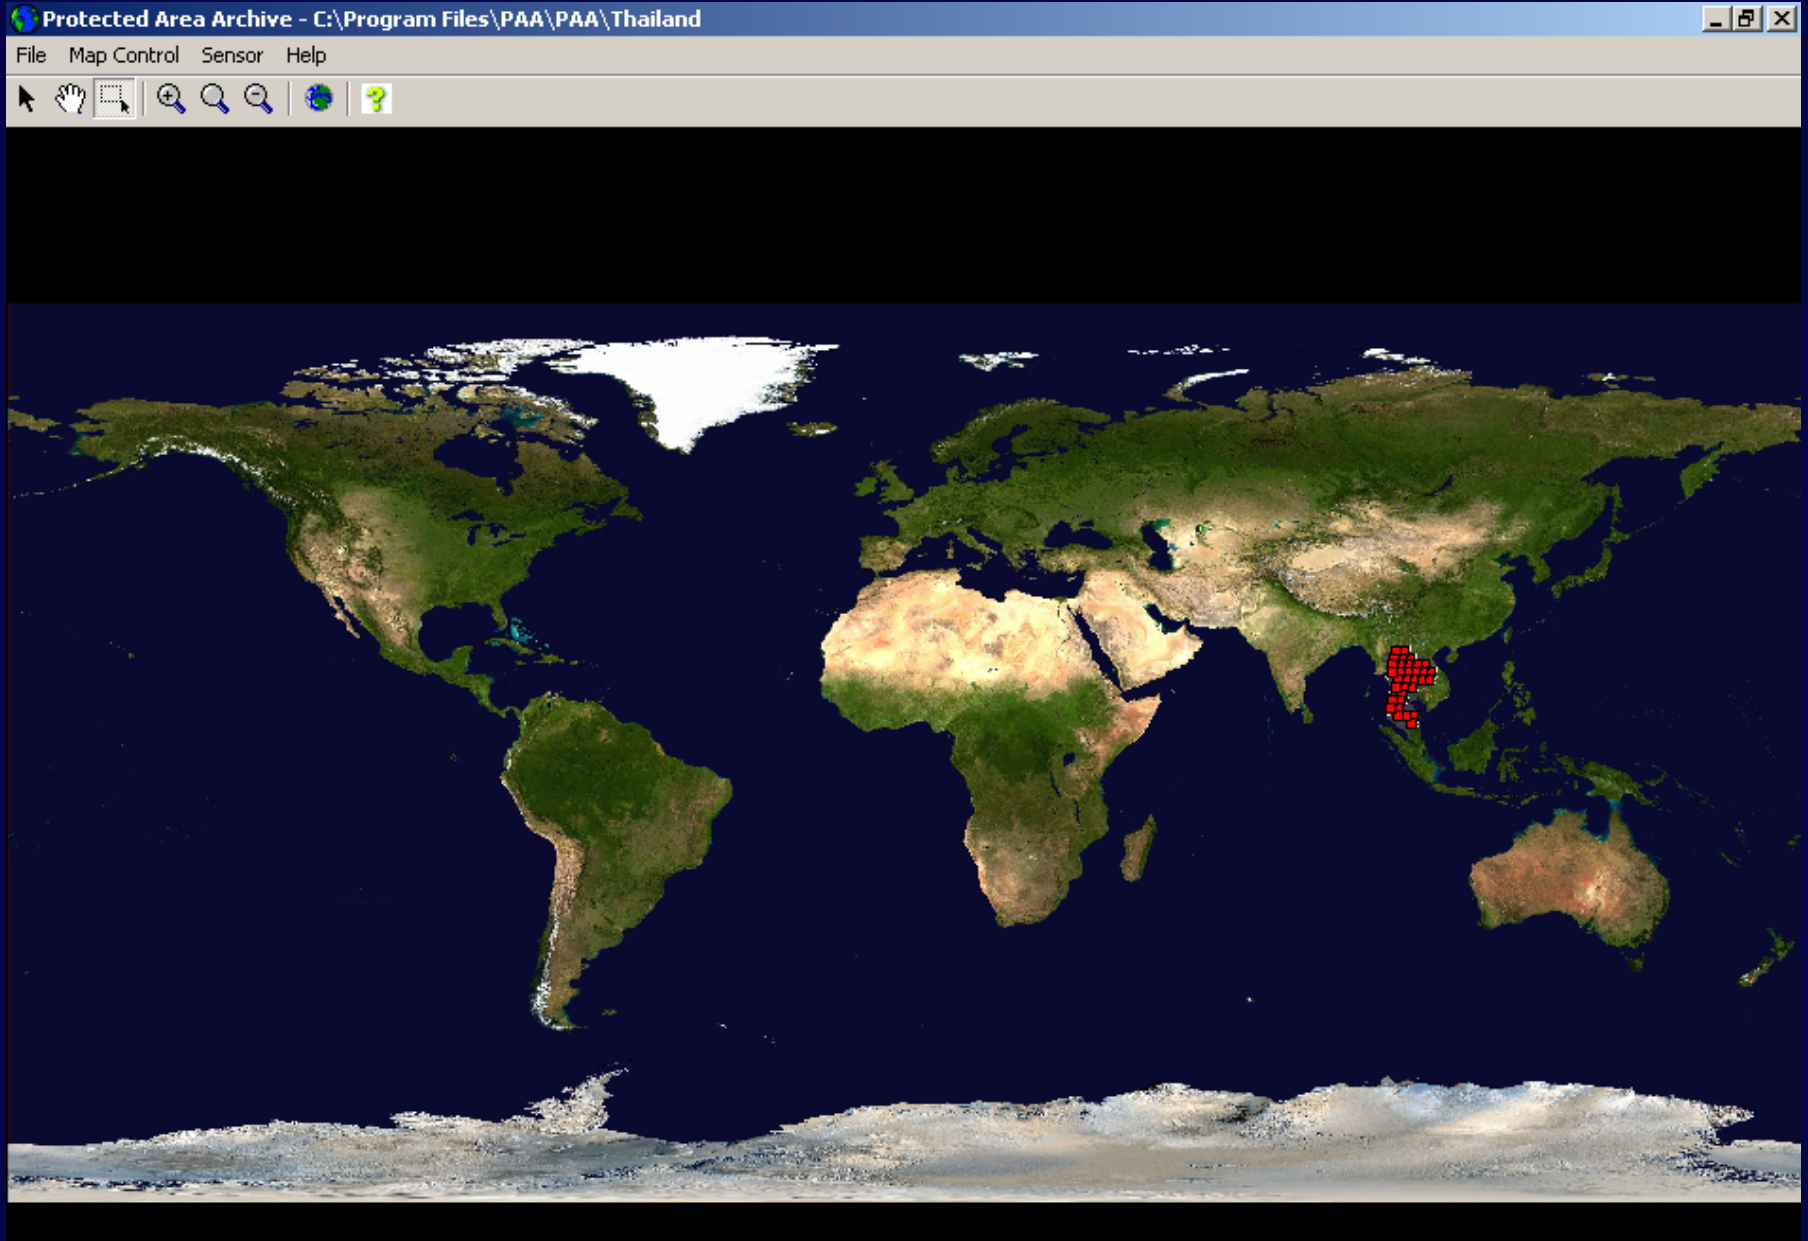 Protected Area Archive - C:\Program Files\PAA\PAA\Thailand
File Map Control Sensor Help